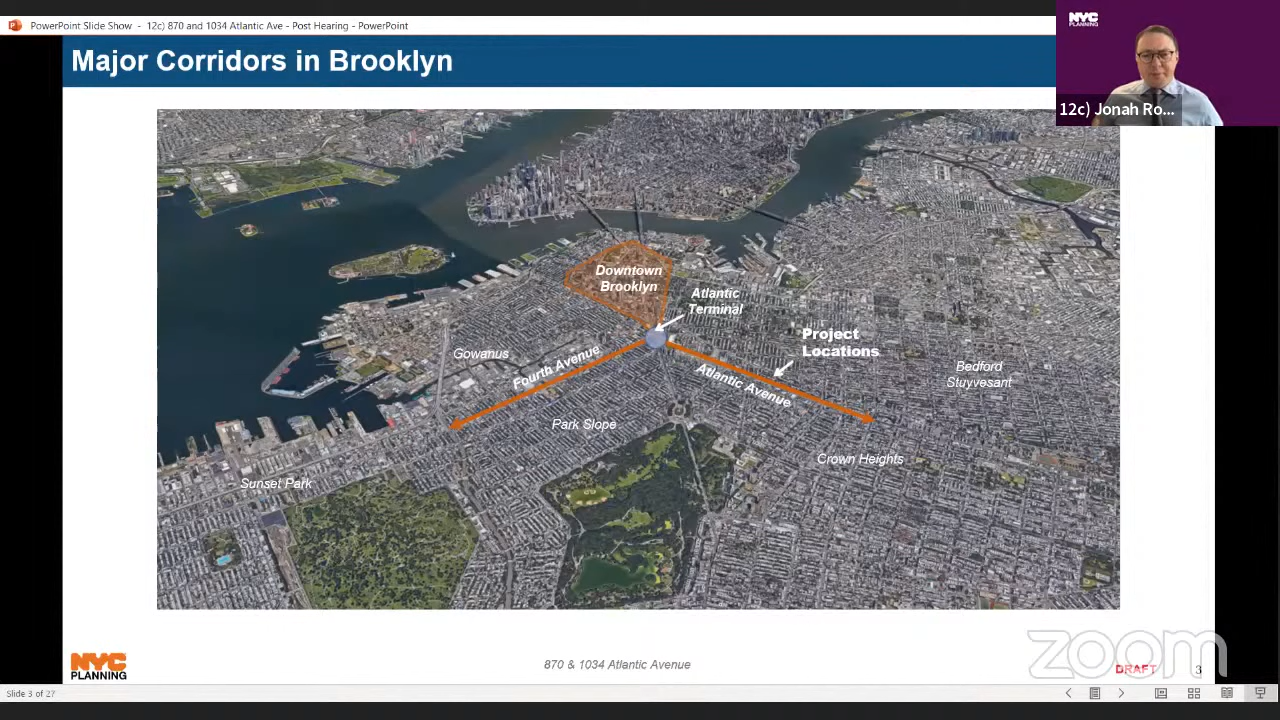 PowerPoint Slide Show - 12c) 870 and 1034 Atlantic Ave - Post Hearing - PowerPoint
NYC
PLANNING
12c) Jonah Ro...
Major Corridors in Brooklyn
Downtown
Brooklyn
Atlantic
Terminal
Project
Locations
Gowanus
Fourth Avenue
Atlantic Avenue
Bedford
Stuyvesant
Park Slope
Crown Heights
Sunset Park
NYC
PLANNING
870 & 1034 Atlantic Avenue
zoom
DRAFT
3
Slide 3 of 27